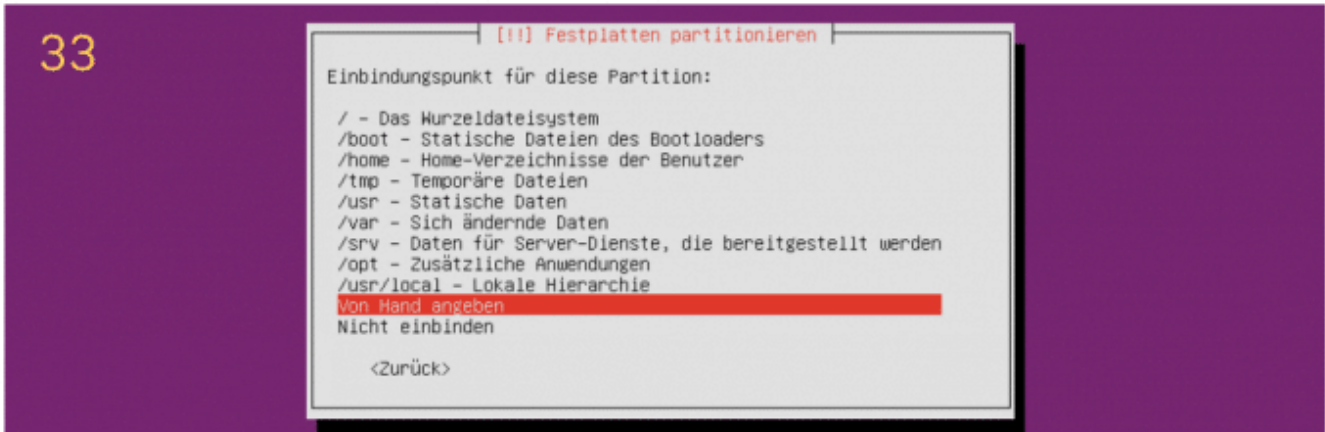 33
[!!] Festplatten partitionieren
Einbindungspunkt für diese Partition:
/ – Das Wurzeldateisystem
/boot – Statische Dateien des Bootloaders
/home – Home-Verzeichnisse der Benutzer
/tmp – Temporäre Dateien
/usr – Statische Daten
/var – Sich ändernde Daten
/srv – Daten für Server-Dienste, die bereitgestellt werden
/opt – Zusätzliche Anwendungen
/usr/local – Lokale Hierarchie
Von Hand angeben
Nicht einbinden
<Zurück>